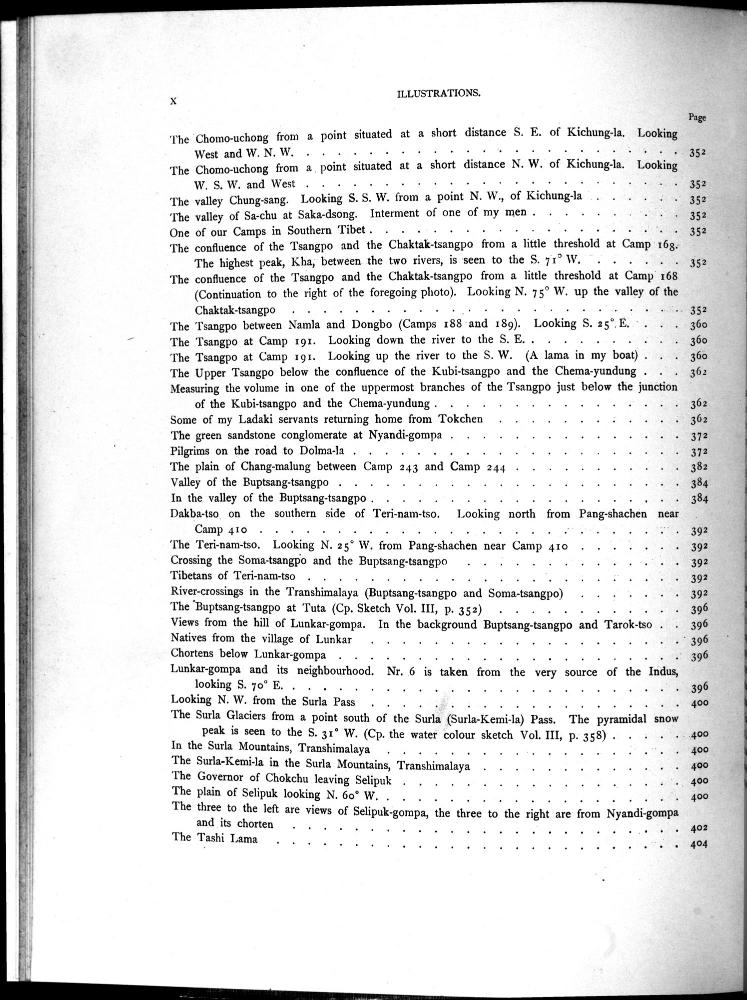 X
ILLUSTRATIONS.
Page
The Chomo-uchong from a point situated at a short distance S. E. of Kichung-la. Looking
West and W. N. W. . . . . . . . . . . . . . . . . . . . . . 352
The Chomo-uchong from a point situated at a short distance N. W. of Kichung-la. Looking
W. S. W. and West . . . . . . . . . . . . . . . . . . . . . 352
The valley Chung-sang. Looking S. S. W. from a point N. W., of Kichung-la . . . . . . 352
The valley of Sa-chu at Saka-dsong. Interment of one of my men . . . . . . . . . 352
One of our Camps in Southern Tibet . . . . . . . . . . . . . . . . . . 352
The confluence of the Tsangpo and the Chaktak-tsangpo from a little threshold at Camp 168.
The highest peak, Kha, between the two rivers, is seen to the S. 71° W. . . . . . . 352
The confluence of the Tsangpo and the Chaktak-tsangpo from a little threshold at Camp 168
(Continuation to the right of the foregoing photo). Looking N. 75° W. up the valley of the
Chaktak-tsangpo . . . . . . . . . . . . . . . . . . . . . . 352
The Tsangpo between Namla and Dongbo (Camps 188 and 189). Looking S. 25° E. . . . . 360
The Tsangpo at Camp 191. Looking down the river to the S. E. . . . . . . . . . 360
The Tsangpo at Camp 191. Looking up the river to the S. W. (A lama in my boat) . . . 360
The Upper Tsangpo below the confluence of the Kubi-tsangpo and the Chema-yundung . . . 362
Measuring the volume in one of the uppermost branches of the Tsangpo just below the junction
of the Kubi-tsangpo and the Chema-yundung . . . . . . . . . . . . . . 362
Some of my Ladaki servants returning home from Tokchen . . . . . . . . . . . 362
The green sandstone conglomerate at Nyandi-gompa . . . . . . . . . . . . . 372
Pilgrims on the road to Dolma-la . . . . . . . . . . . . . . . . . . . 372
The plain of Chang-malung between Camp 243 and Camp 244 . . . . . . . . . . 382
Valley of the Buptsang-tsangpo . . . . . . . . . . . . . . . . . . . . 384
In the valley of the Buptsang-tsangpo . . . . . . . . . . . . . . . . . . 384
Dakba-tso on the southern side of Teri-nam-tso. Looking north from Pang-shachen near
Camp 410 . . . . . . . . . . . . . . . . . . . . . . . . 392
The Teri-nam-tso. Looking N. 25° W. from Pang-shachen near Camp 410 . . . . . . . 392
Crossing the Soma-tsangpo and the Buptsang-tsangpo . . . . . . . . . . . . . 392
Tibetans of Teri-nam-tso . . . . . . . . . . . . . . . . . . . . . . 392
River-crossings in the Transhimalaya (Buptsang-tsangpo and Soma-tsangpo) . . . . . . . 392
The Buptsang-tsangpo at Tuta (Cp. Sketch Vol. III, p. 352) . . . . . . . . . . . 396
Views from the hill of Lunkar-gompa. In the background Buptsang-tsangpo and Tarok-tso . . 396
Natives from the village of Lunkar . . . . . . . . . . . . . . . . . . 396
Chortens below Lunkar-gompa . . . . . . . . . . . . . . . . . . . . 396
Lunkar-gompa and its neighbourhood. Nr. 6 is taken from the very source of the Indus,
looking S. 70° E. . . . . . . . . . . . . . . . . . . . . . . 396
Looking N. W. from the Surla Pass . . . . . . . . . . . . . . . . . . 400
The Surla Glaciers from a point south of the Surla (Surla-Kemi-la) Pass. The pyramidal snow
peak is seen to the S. 31° W. (Cp. the water colour sketch Vol. III, p. 358) . . . . . 400
In the Surla Mountains, Transhimalaya . . . . . . . . . . . . . . . . . 400
The Surla-Kemi-la in the Surla Mountains, Transhimalaya . . . . . . . . . . . . 400
The Governor of Chokchu leaving Selipuk . . . . . . . . . . . . . . . . 400
The plain of Selipuk looking N. 60° W. . . . . . . . . . . . . . . . . . 400
The three to the left are views of Selipuk-gompa, the three to the right are from Nyandi-gompa
and its chorten . . . . . . . . . . . . . . . . . . . . . . 402
The Tashi Lama . . . . . . . . . . . . . . . . . . . . . . . . 404